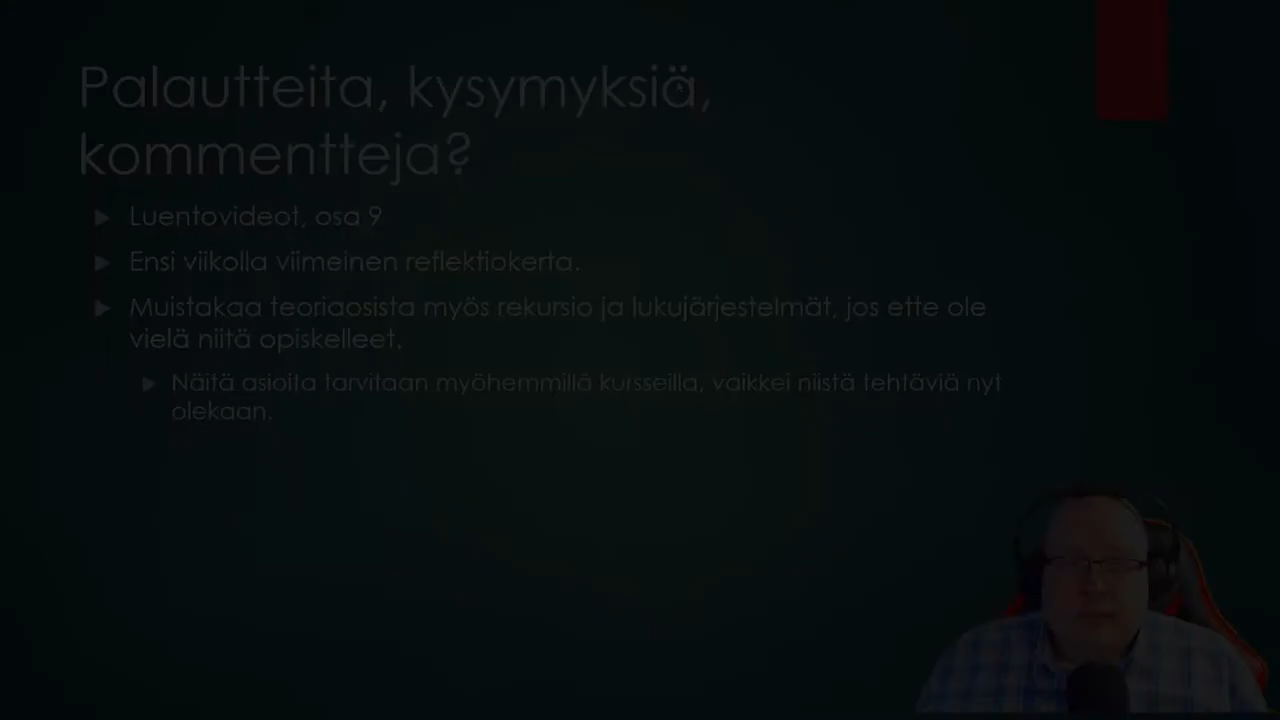 Palautteita, kysymyksiä,
kommentteja?
Luentovideot, osa 9
Ensi viikolla viimeinen reflektiokerta.
Muistakaa teoriaosista myös rekursio ja lukujärjestelmät, jos ette ole
vielä niitä opiskelleet.
Näitä asioita tarvitaan myöhemmillä kursseilla, vaikkei niistä tehtäviä nyt
olekaan.